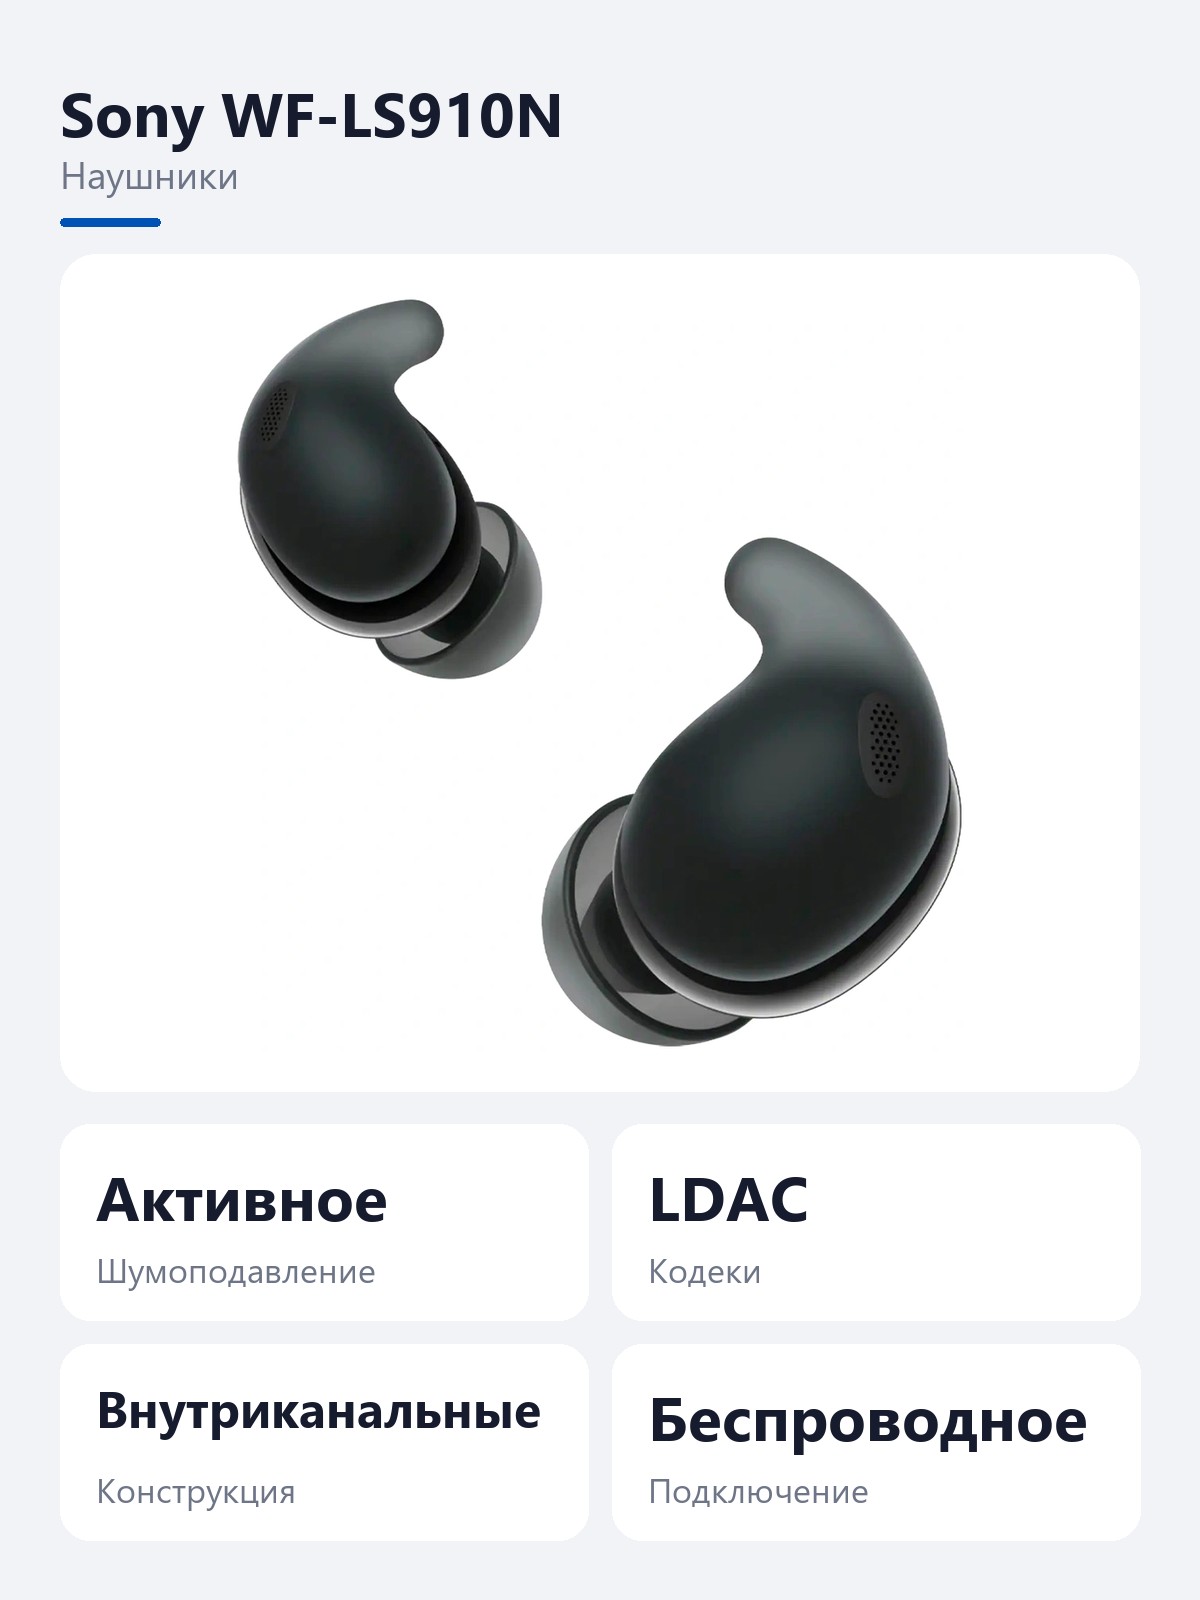 Sony WF-LS910N
Наушники
Активное
Шумоподавление
LDAC
Кодеки
Внутриканальные
Конструкция
Беспроводное
Подключение